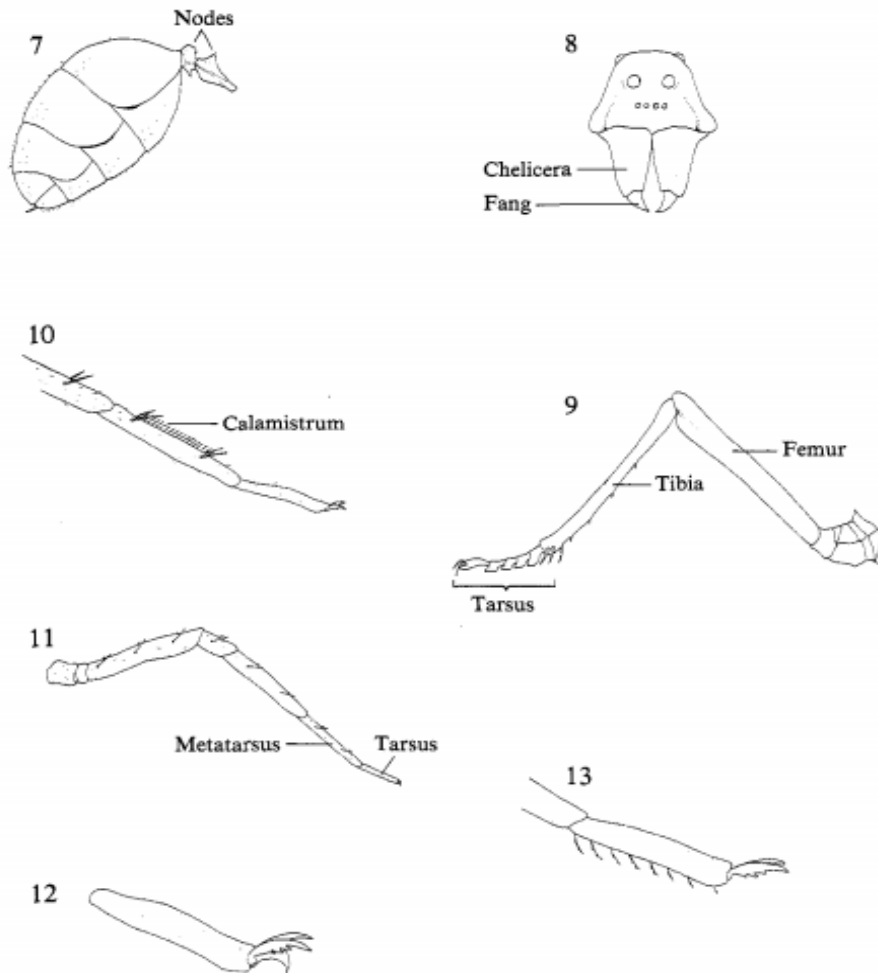 7
Nodes
8
Chelicera
Fang
10
Calamistrum
9
Femur
Tibia
Tarsus
11
Metatarsus
Tarsus
13
12